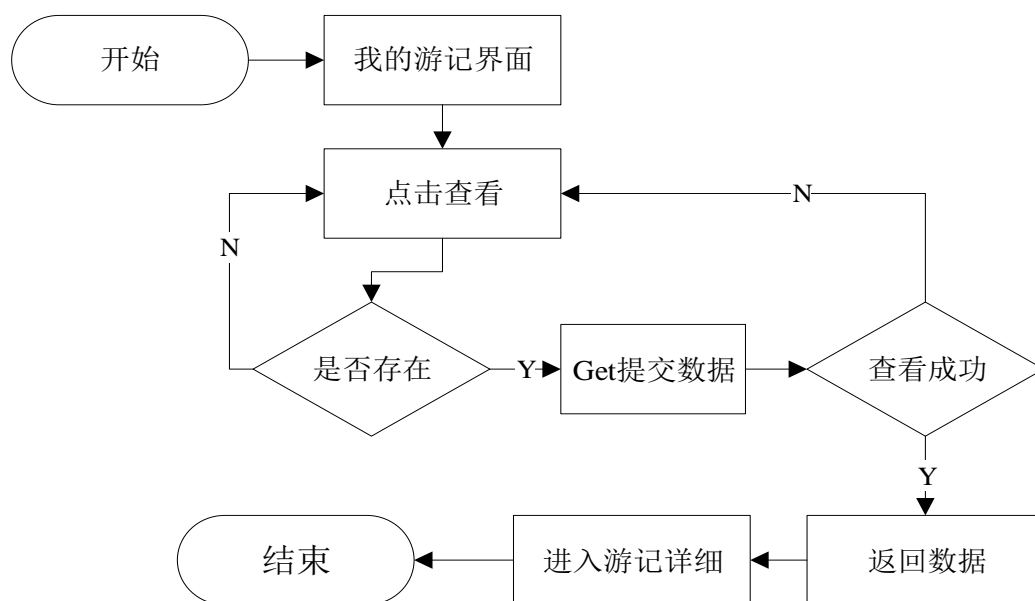 开始
我的游记界面
点击查看
N
N
是否存在
Y
Get提交数据
查看成功
Y
结束
进入游记详细
返回数据